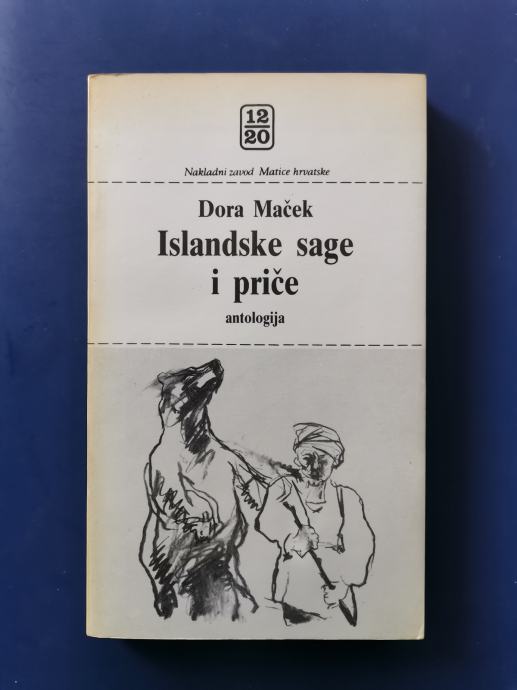 12
20
Nakladni zavod Matice hrvatske
Dora Maček
Islandske sage
i priče
antologija